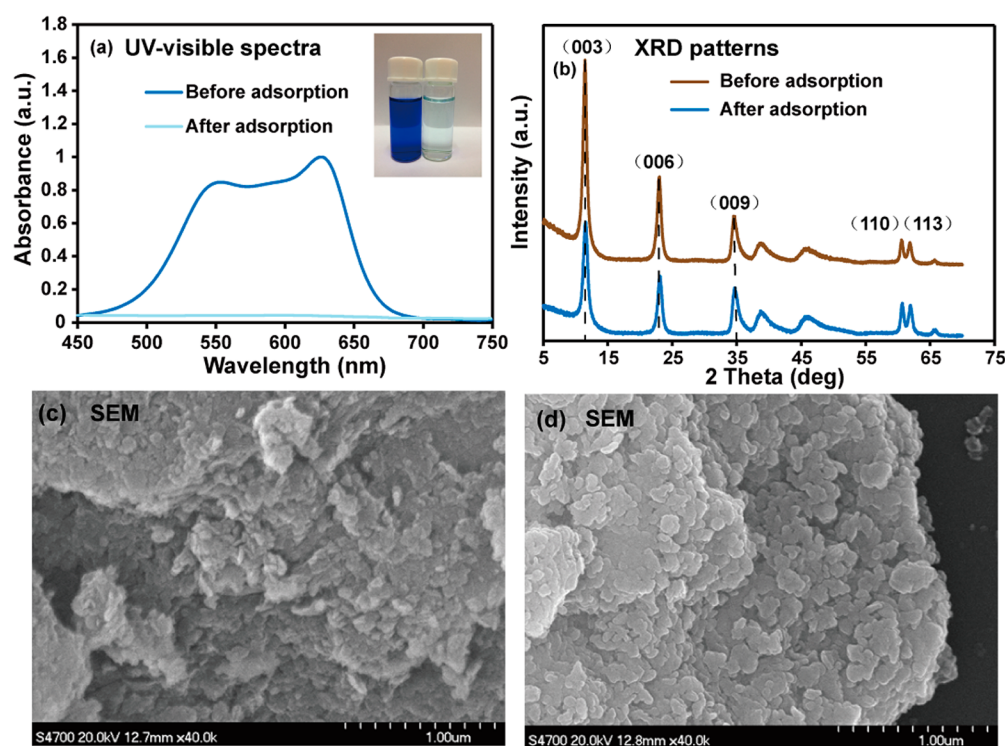 (a) UV-visible spectra
Before adsorption
After adsorption
Absorbance (a.u.)
1.8
1.6
1.4
1.2
1
0.8
0.6
0.4
0.2
0
450 500 550 600 650 700 750
Wavelength (nm)
(b) XRD patterns
Before adsorption
After adsorption
(003)
(006)
(009)
(110) (113)
Intensity (a.u.)
5 15 25 35 45 55 65 75
2 Theta (deg)
(c) SEM
S4700 20.0kV 12.7mm x40.0k 1.00um
(d) SEM
S4700 20.0kV 12.8mm x40.0k 1.00um